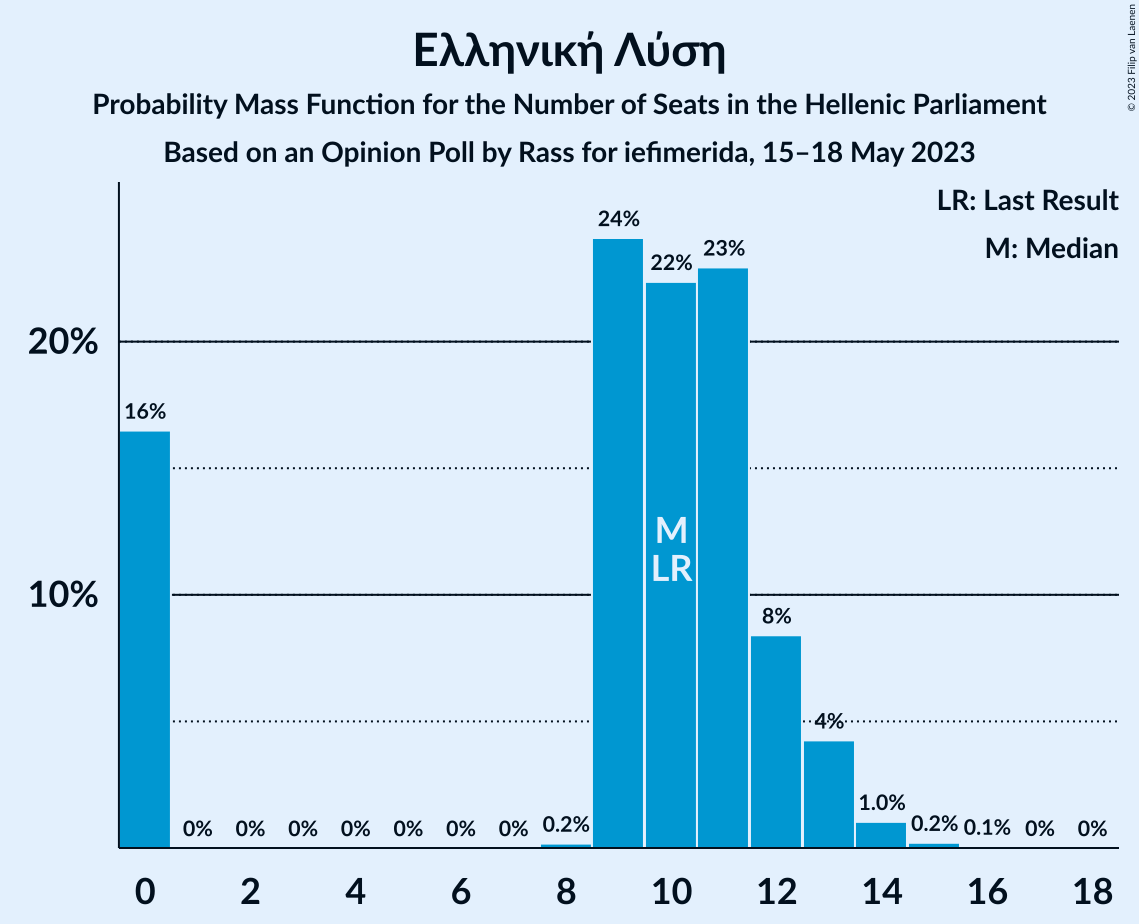 © 2023 Filip van Laenen
Ελληνική Λύση
Probability Mass Function for the Number of Seats in the Hellenic Parliament
Based on an Opinion Poll by Rass for iefimerida, 15–18 May 2023
LR: Last Result
M: Median
20%
10%
16%
0%
0%
0%
0%
0%
0%
0%
0.2%
24%
22%
23%
8%
4%
1.0%
0.2%
0.1%
0%
0%
M
LR
0 2 4 6 8 10 12 14 16 18